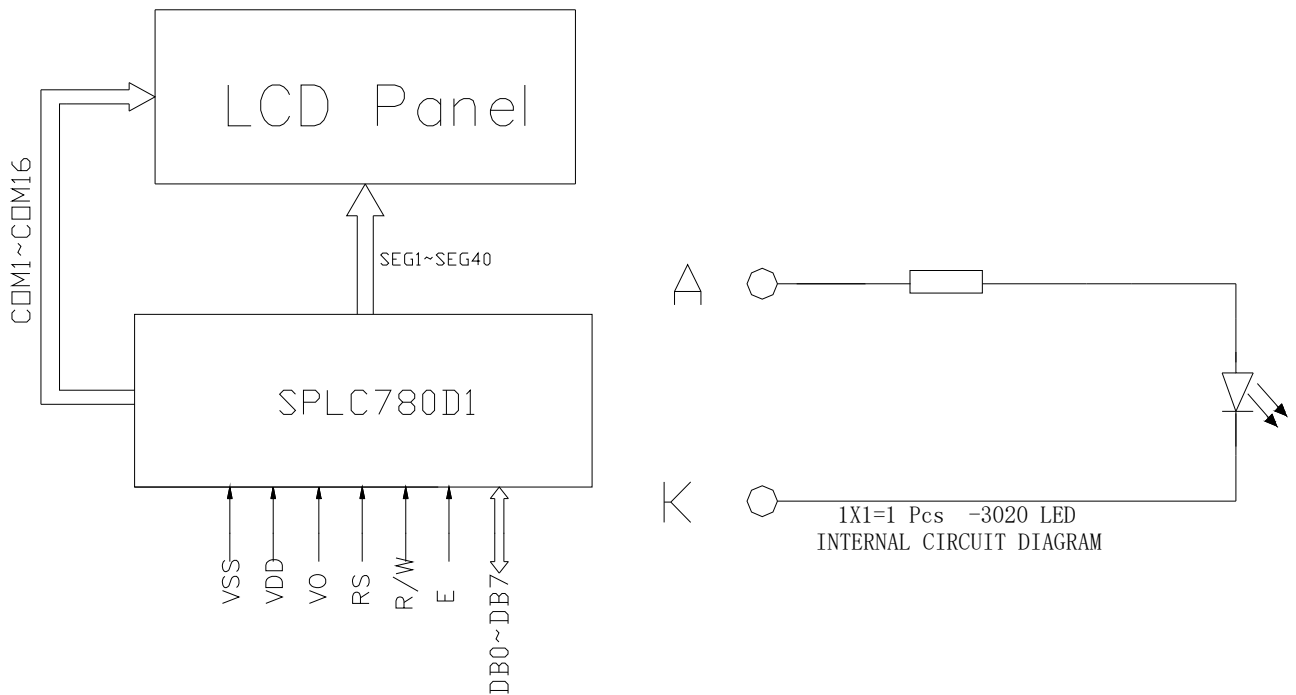 LCD Panel
COM1~COM16
SEG1~SEG40
SPLC780D1
VSS
VDD
VO
RS
R/W
E
DB0~DB7
A
K
1X1=1 Pcs -3020 LED
INTERNAL CIRCUIT DIAGRAM